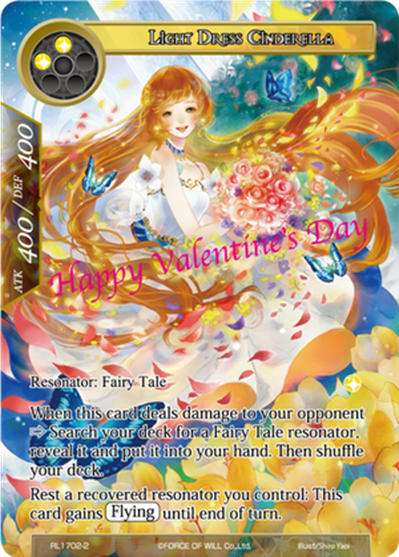 Light Dress Cinderella
ATK 400 / DEF 400
Happy Valentine's Day
Resonator: Fairy Tale
When this card deals damage to your opponent
⇨ Search your deck for a Fairy Tale resonator,
reveal it and put it into your hand. Then shuffle
your deck.
Rest a recovered resonator you control: This
card gains Flying until end of turn.
RL1702-2
©FORCE OF WILL Co.,Ltd.
Illust/Shiro Yaei